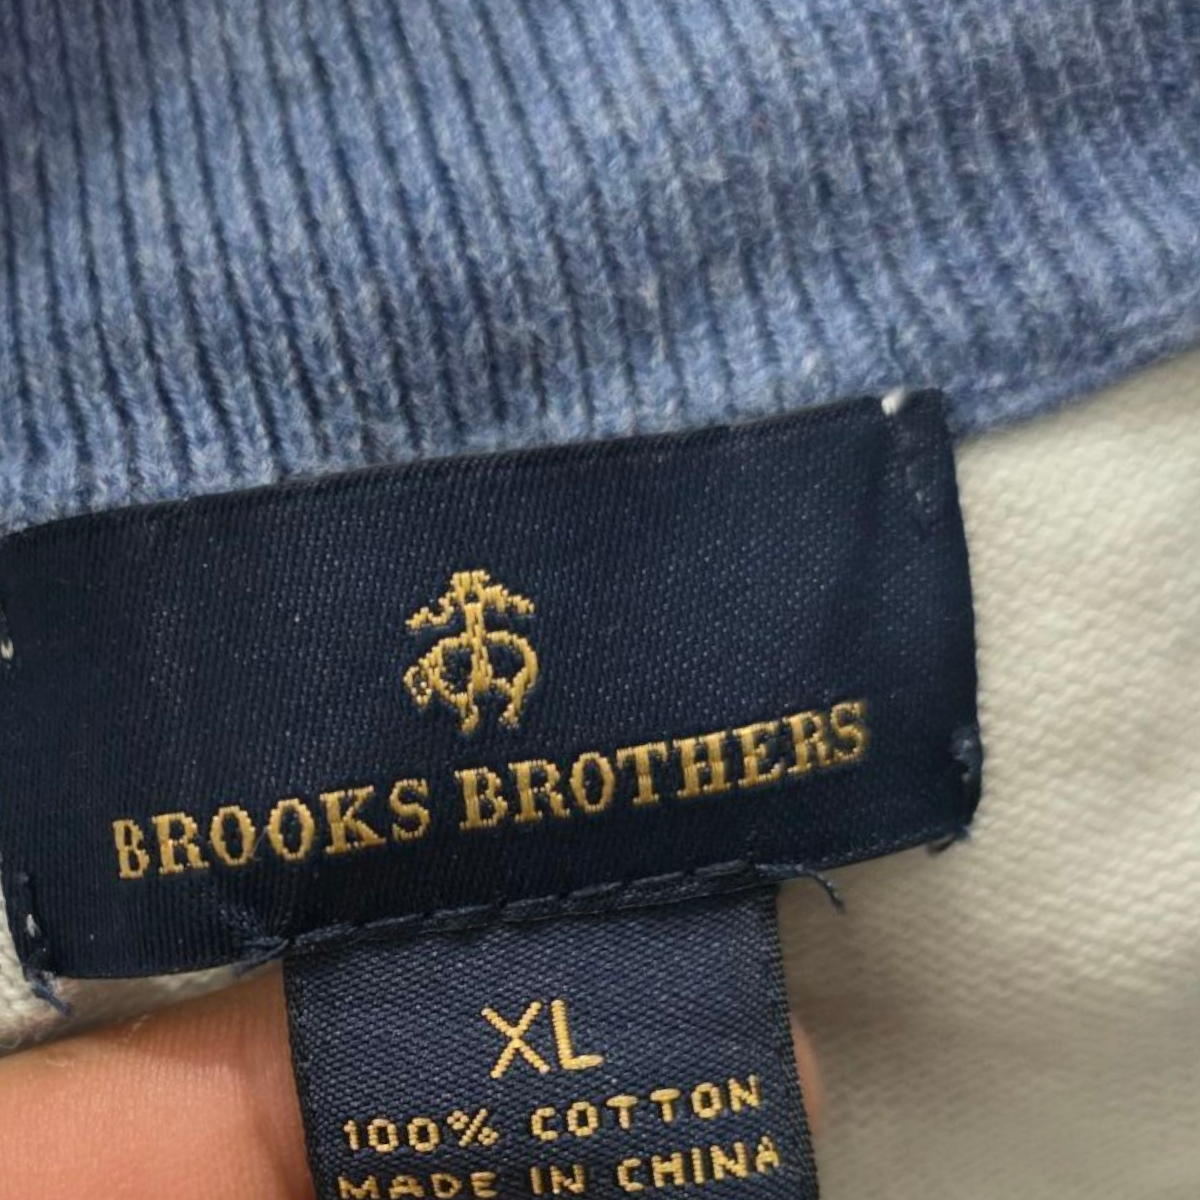 BROOKS BROTHERS
XL
100% COTTON
MADE IN CHINA